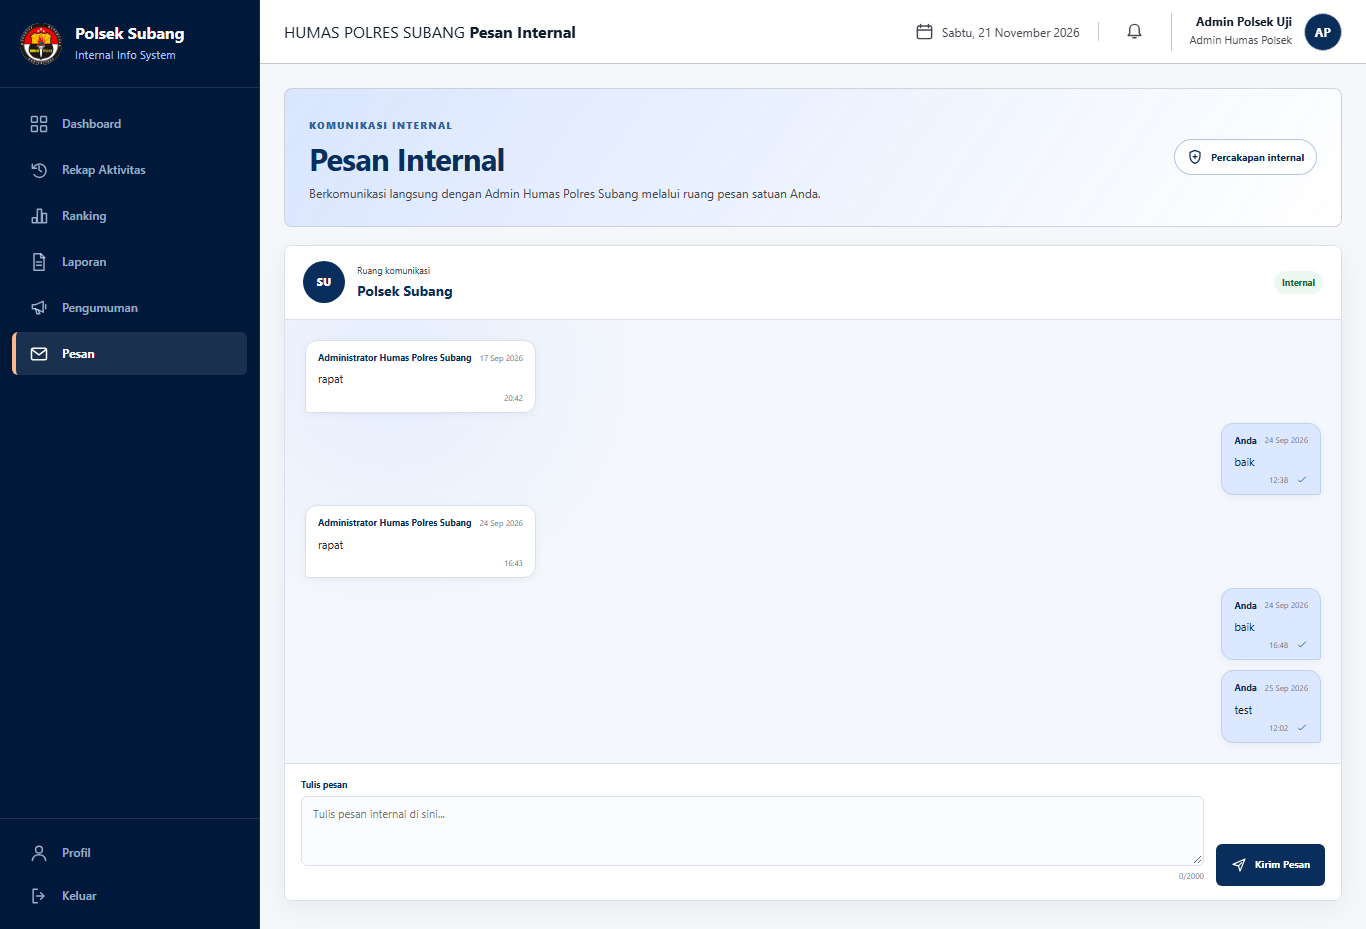 Polsek Subang
Internal Info System
Dashboard
Rekap Aktivitas
Ranking
Laporan
Pengumuman
Pesan
Profil
Keluar
HUMAS POLRES SUBANG Pesan Internal
Sabtu, 21 November 2026
Admin Polsek Uji
Admin Humas Polsek
AP
KOMUNIKASI INTERNAL
Pesan Internal
Berkomunikasi langsung dengan Admin Humas Polres Subang melalui ruang pesan satuan Anda.
Percakapan internal
SU
Ruang komunikasi
Polsek Subang
Internal
Administrator Humas Polres Subang 17 Sep 2026
rapat
20:42
Anda 24 Sep 2026
baik
12:38
Administrator Humas Polres Subang 24 Sep 2026
rapat
16:43
Anda 24 Sep 2026
baik
16:48
Anda 25 Sep 2026
test
12:02
Tulis pesan
Tulis pesan internal di sini...
0/2000
Kirim Pesan